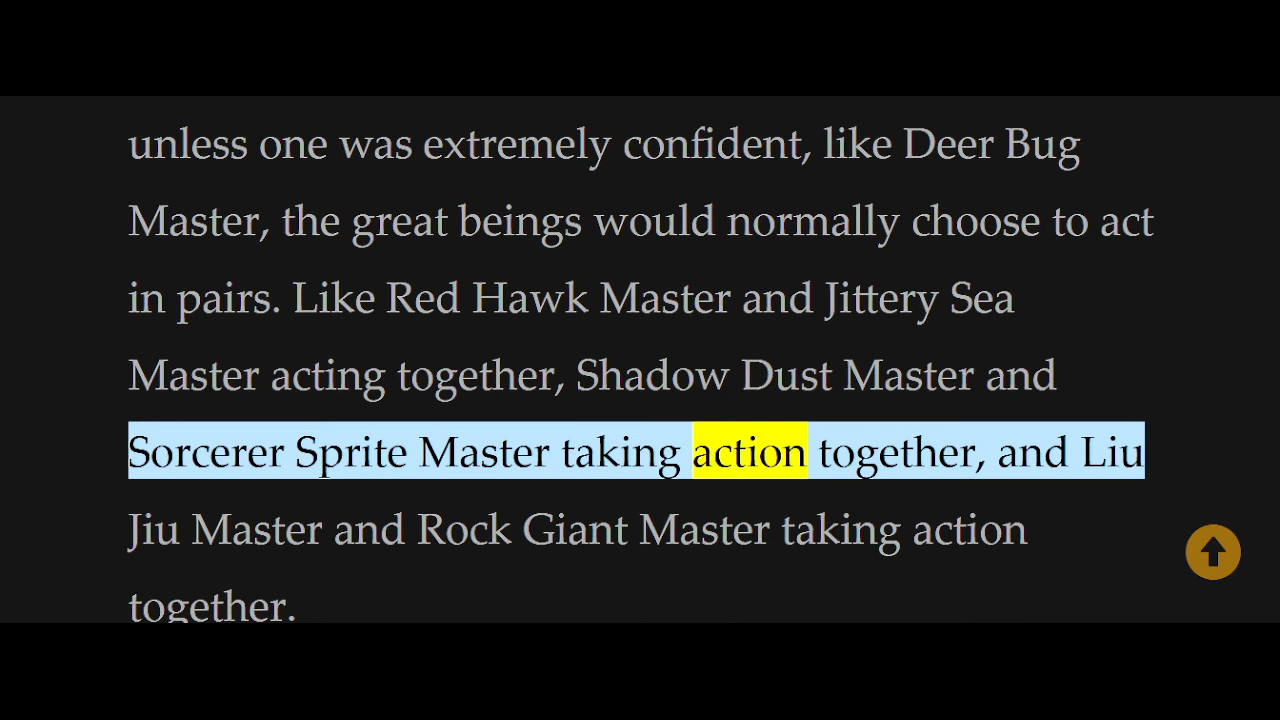 unless one was extremely confident, like Deer Bug
Master, the great beings would normally choose to act
in pairs. Like Red Hawk Master and Jittery Sea
Master acting together, Shadow Dust Master and
Sorcerer Sprite Master taking action together, and Liu
Jiu Master and Rock Giant Master taking action
together.